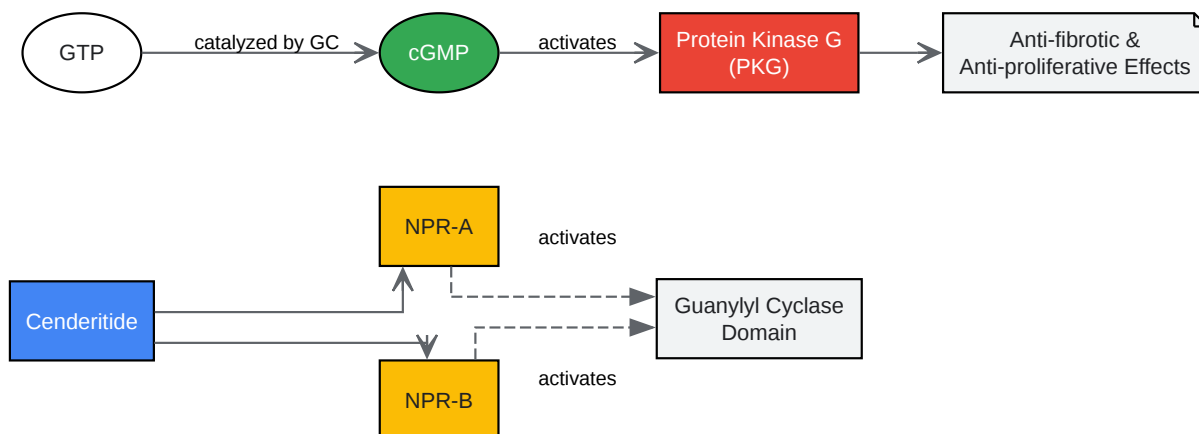 GTP
catalyzed by GC
cGMP
activates
Protein Kinase G
(PKG)
Anti-fibrotic &
Anti-proliferative Effects
NPR-A
activates
Cenderitide
Guanylyl Cyclase
Domain
NPR-B
activates